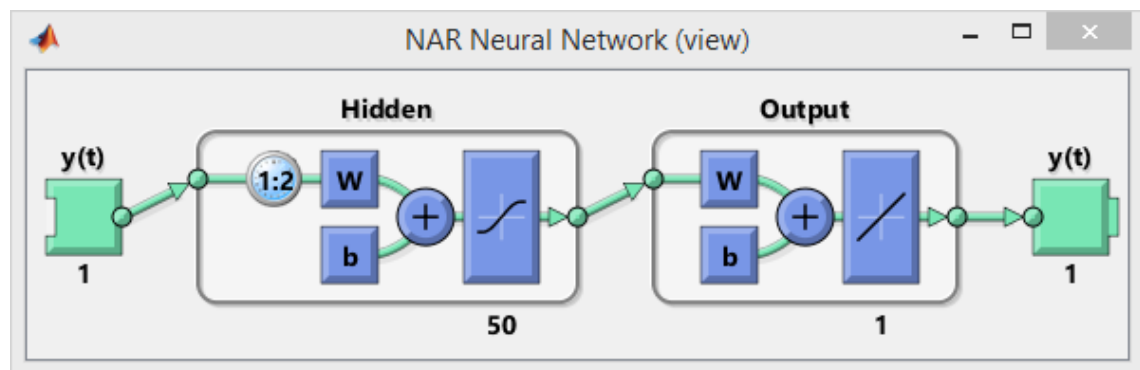 NAR Neural Network (view)
Hidden
Output
y(t)
1:2
W
b
+
1
50
W
b
+
1
y(t)
1